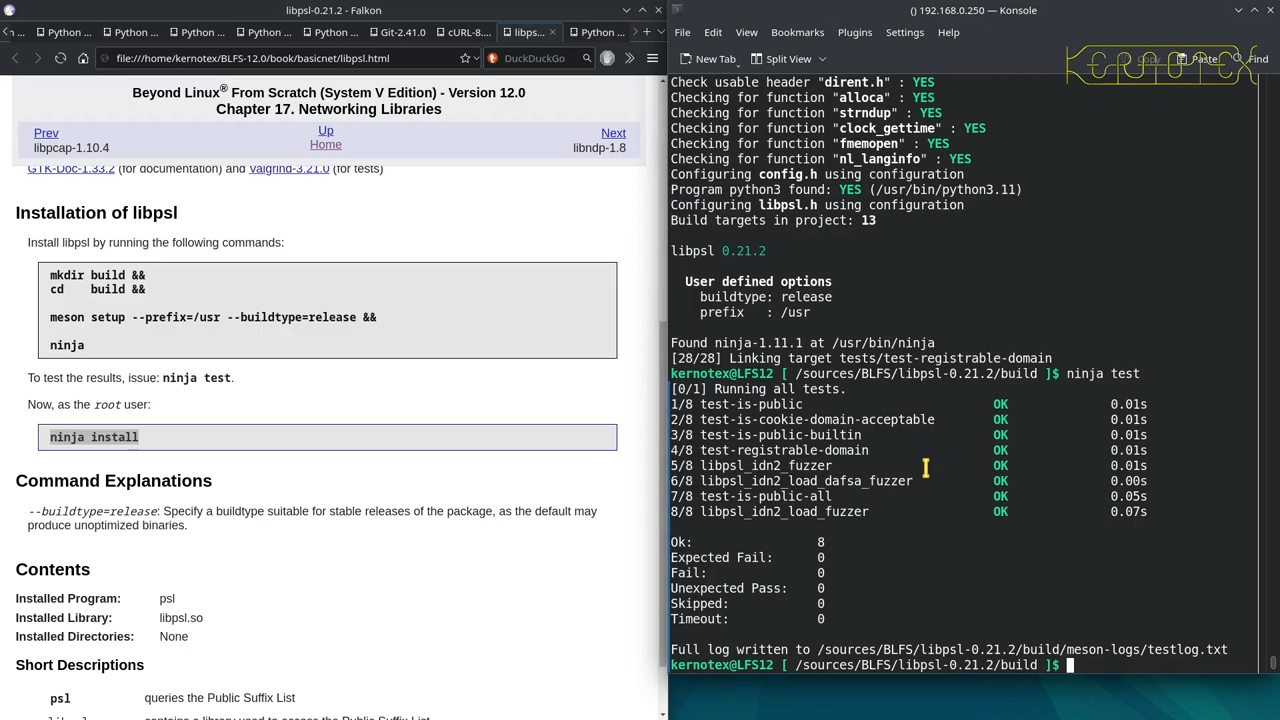 libpsl-0.21.2 - Falkon
n ...
Python ...
Python ...
Python ...
Python ...
Python ...
Git-2.41.0
cURL-8....
libps...
Python ...
file:///home/kernotex/BLFS-12.0/book/basicnet/libpsl.html
DuckDuckGo
Beyond Linux® From Scratch (System V Edition) - Version 12.0
Chapter 17. Networking Libraries
Prev
Up
Next
libpcap-1.10.4
Home
libndp-1.8
GTK-Doc-1.33.2 (for documentation) and Valgrind-3.21.0 (for tests)
Installation of libpsl
Install libpsl by running the following commands:
mkdir build &&
cd    build &&
meson setup --prefix=/usr --buildtype=release &&
ninja
To test the results, issue: ninja test.
Now, as the root user:
ninja install
Command Explanations
--buildtype=release: Specify a buildtype suitable for stable releases of the package, as the default may
produce unoptimized binaries.
Contents
Installed Program: psl
Installed Library: libpsl.so
Installed Directories: None
Short Descriptions
psl queries the Public Suffix List
contains a library used to access the Public Suffix List
() 192.168.0.250 — Konsole
File Edit View Bookmarks Plugins Settings Help
New Tab Split View Copy Paste Find
KernoteX
Check usable header "dirent.h" : YES
Checking for function "alloca" : YES
Checking for function "strndup" : YES
Checking for function "clock_gettime" : YES
Checking for function "fmemopen" : YES
Checking for function "nl_langinfo" : YES
Configuring config.h using configuration
Program python3 found: YES (/usr/bin/python3.11)
Configuring libpsl.h using configuration
Build targets in project: 13
libpsl 0.21.2
User defined options
buildtype: release
prefix   : /usr
Found ninja-1.11.1 at /usr/bin/ninja
[28/28] Linking target tests/test-registrable-domain
kernotex@LFS12 [ /sources/BLFS/libpsl-0.21.2/build ]$ ninja test
[0/1] Running all tests.
1/8 test-is-public OK 0.01s
2/8 test-is-cookie-domain-acceptable OK 0.01s
3/8 test-is-public-builtin OK 0.01s
4/8 test-registrable-domain OK 0.01s
5/8 libpsl_idn2_fuzzer OK 0.01s
6/8 libpsl_idn2_load_dafsa_fuzzer OK 0.00s
7/8 test-is-public-all OK 0.05s
8/8 libpsl_idn2_load_fuzzer OK 0.07s
Ok: 8
Expected Fail: 0
Fail: 0
Unexpected Pass: 0
Skipped: 0
Timeout: 0
Full log written to /sources/BLFS/libpsl-0.21.2/build/meson-logs/testlog.txt
kernotex@LFS12 [ /sources/BLFS/libpsl-0.21.2/build ]$